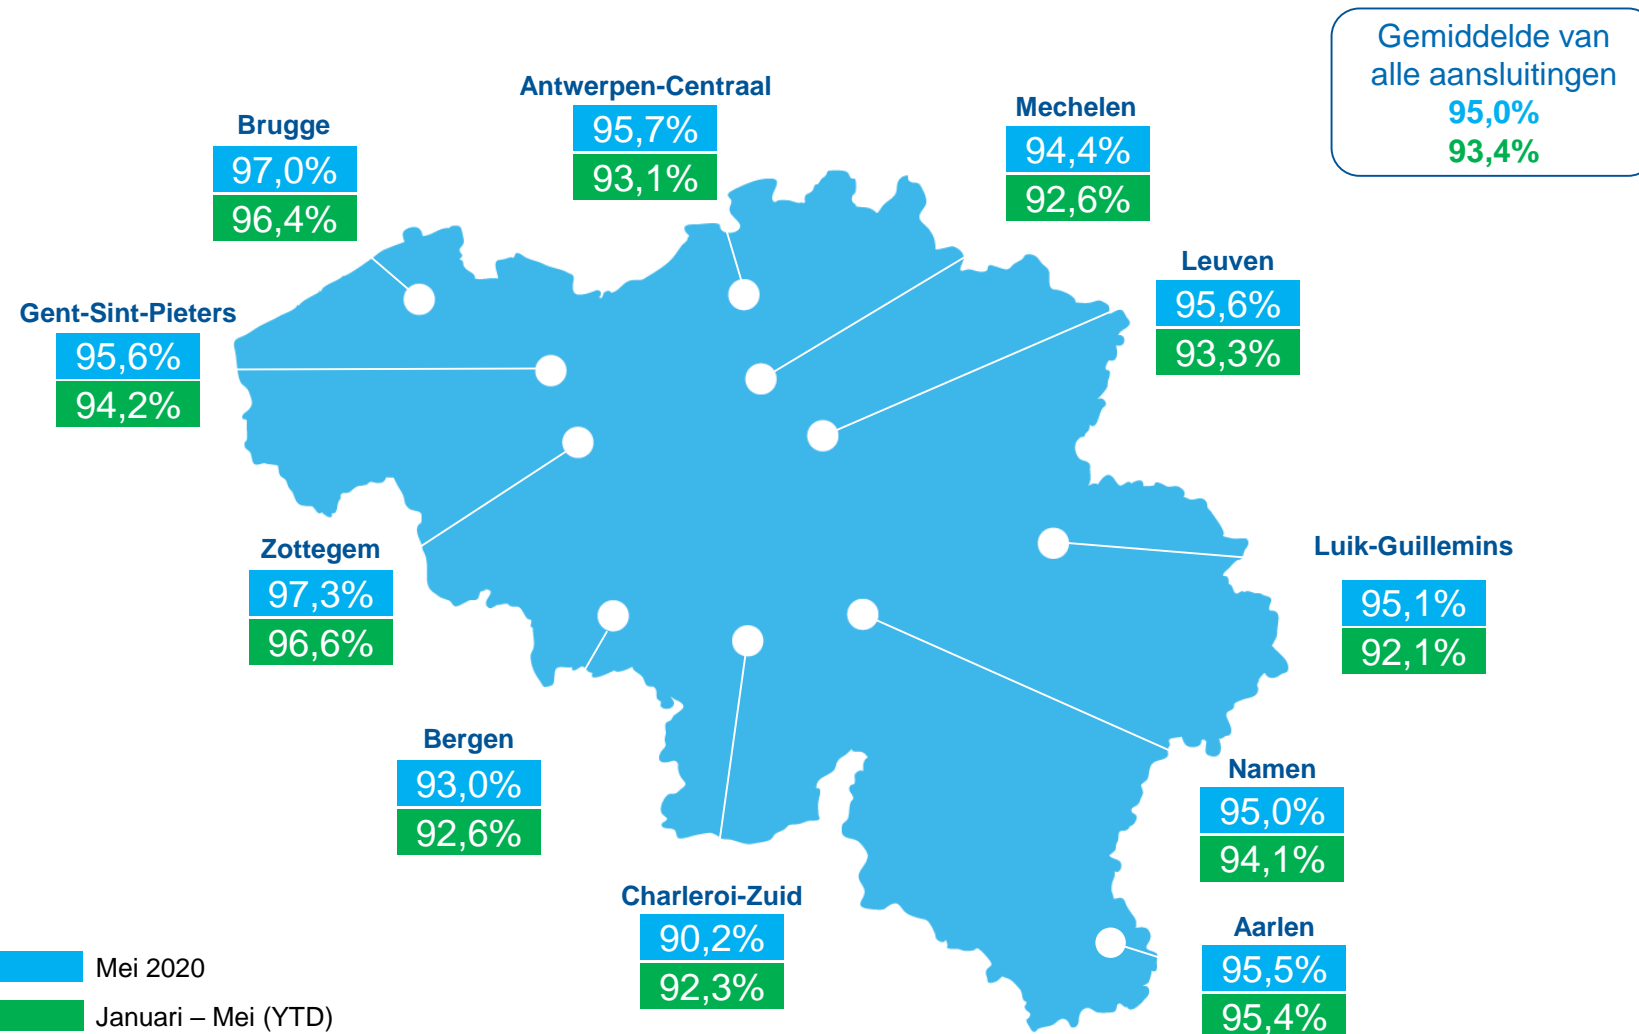 Gemiddelde van
alle aansluitingen
95,0%
93,4%
Antwerpen-Centraal
95,7%
93,1%
Mechelen
94,4%
92,6%
Brugge
97,0%
96,4%
Leuven
95,6%
93,3%
Gent-Sint-Pieters
95,6%
94,2%
Zottegem
97,3%
96,6%
Luik-Guillemins
95,1%
92,1%
Bergen
93,0%
92,6%
Namen
95,0%
94,1%
Charleroi-Zuid
90,2%
92,3%
Aarlen
95,5%
95,4%
Mei 2020
Januari – Mei (YTD)